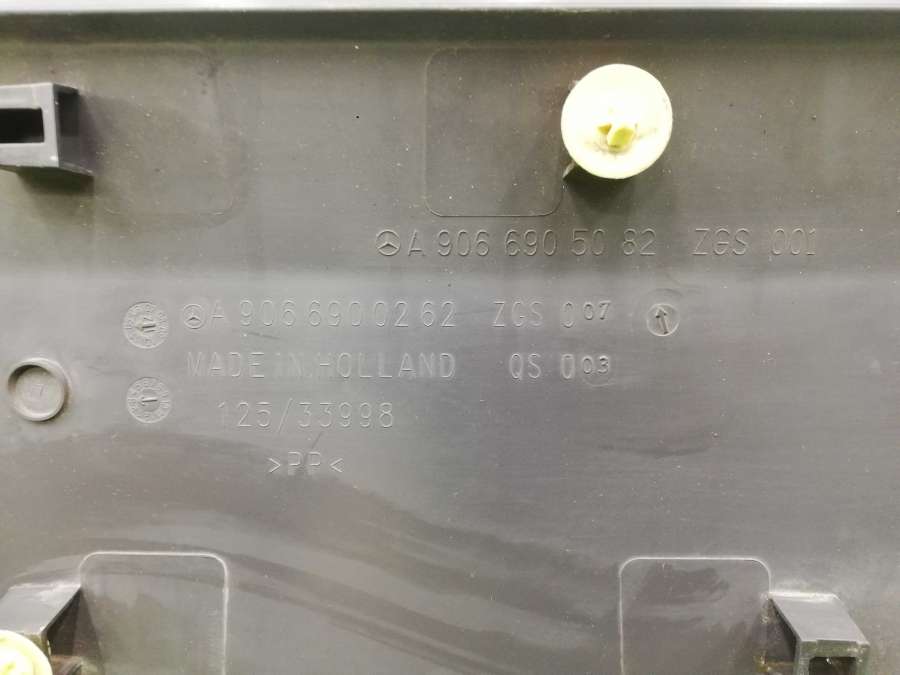 A 906 690 50 82 ZGS 001
A 906 690 02 62 ZGS 007
MADE IN HOLLAND QS 003
125/33998
>PP<